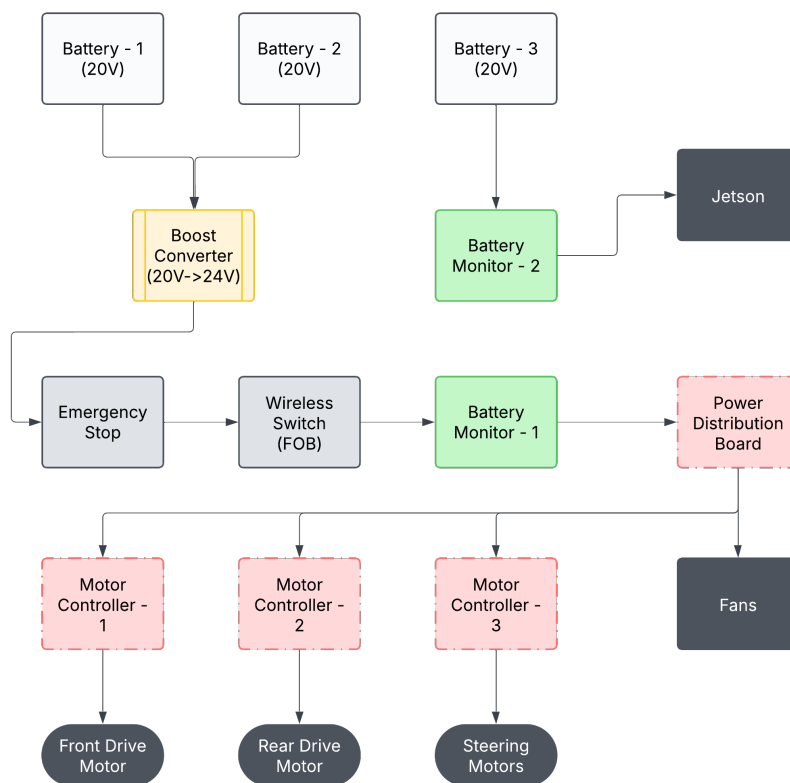 Battery - 1
(20V)
Battery - 2
(20V)
Battery - 3
(20V)
Jetson
Boost
Converter
(20V->24V)
Battery
Monitor - 2
Emergency
Stop
Wireless
Switch
(FOB)
Battery
Monitor - 1
Power
Distribution
Board
Motor
Controller -
1
Motor
Controller -
2
Motor
Controller -
3
Fans
Front Drive
Motor
Rear Drive
Motor
Steering
Motors